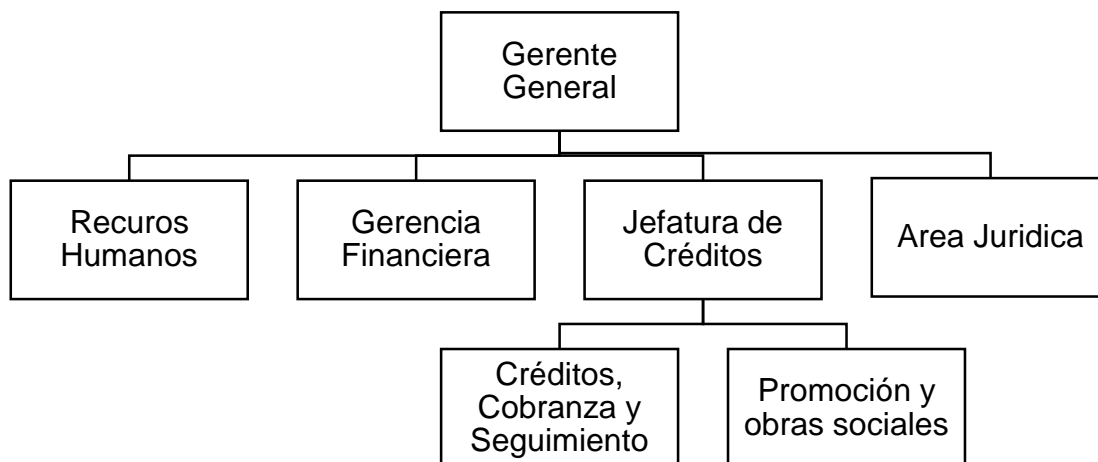 Gerente
General
Recuros
Humanos
Gerencia
Financiera
Jefatura de
Créditos
Area Juridica
Créditos,
Cobranza y
Seguimiento
Promoción y
obras sociales